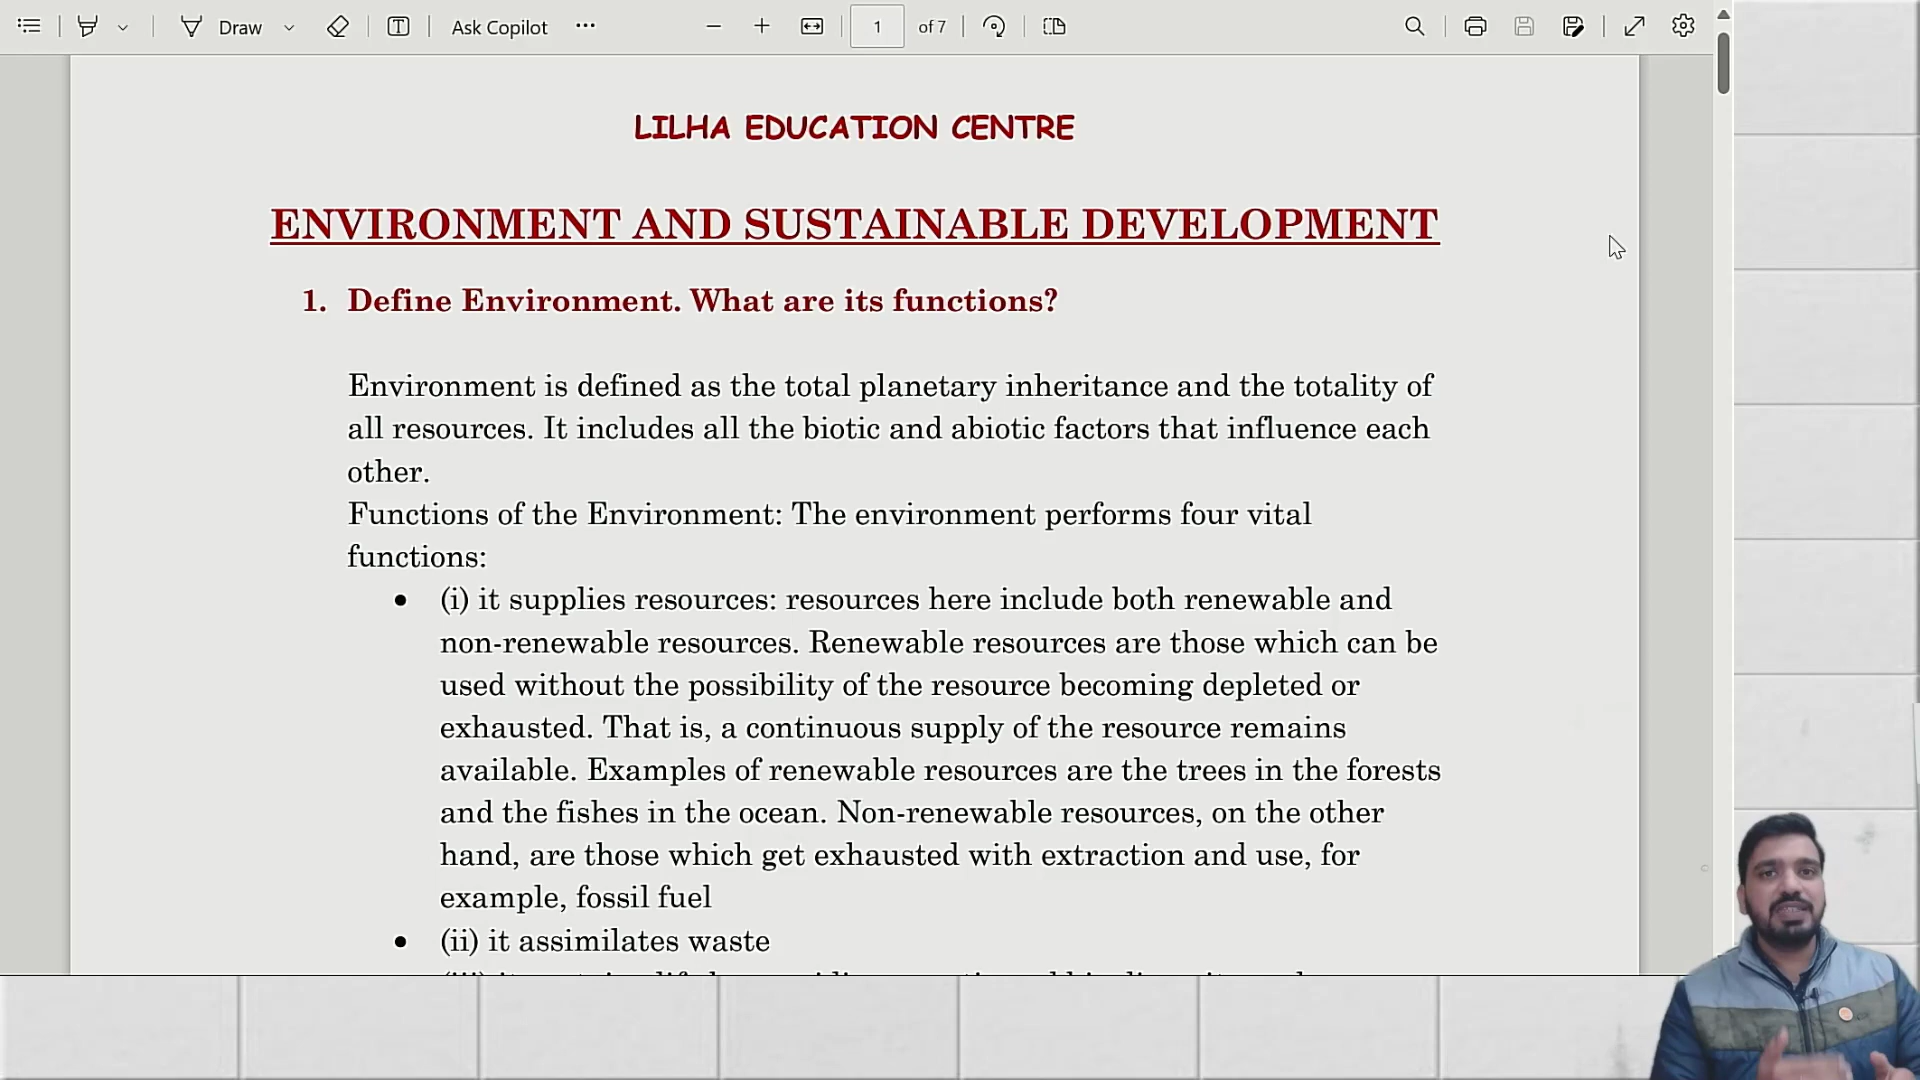 Draw
Ask Copilot
1
of 7
LILHA EDUCATION CENTRE
ENVIRONMENT AND SUSTAINABLE DEVELOPMENT
1. Define Environment. What are its functions?
Environment is defined as the total planetary inheritance and the totality of
all resources. It includes all the biotic and abiotic factors that influence each
other.
Functions of the Environment: The environment performs four vital
functions:
• (i) it supplies resources: resources here include both renewable and
non-renewable resources. Renewable resources are those which can be
used without the possibility of the resource becoming depleted or
exhausted. That is, a continuous supply of the resource remains
available. Examples of renewable resources are the trees in the forests
and the fishes in the ocean. Non-renewable resources, on the other
hand, are those which get exhausted with extraction and use, for
example, fossil fuel
• (ii) it assimilates waste